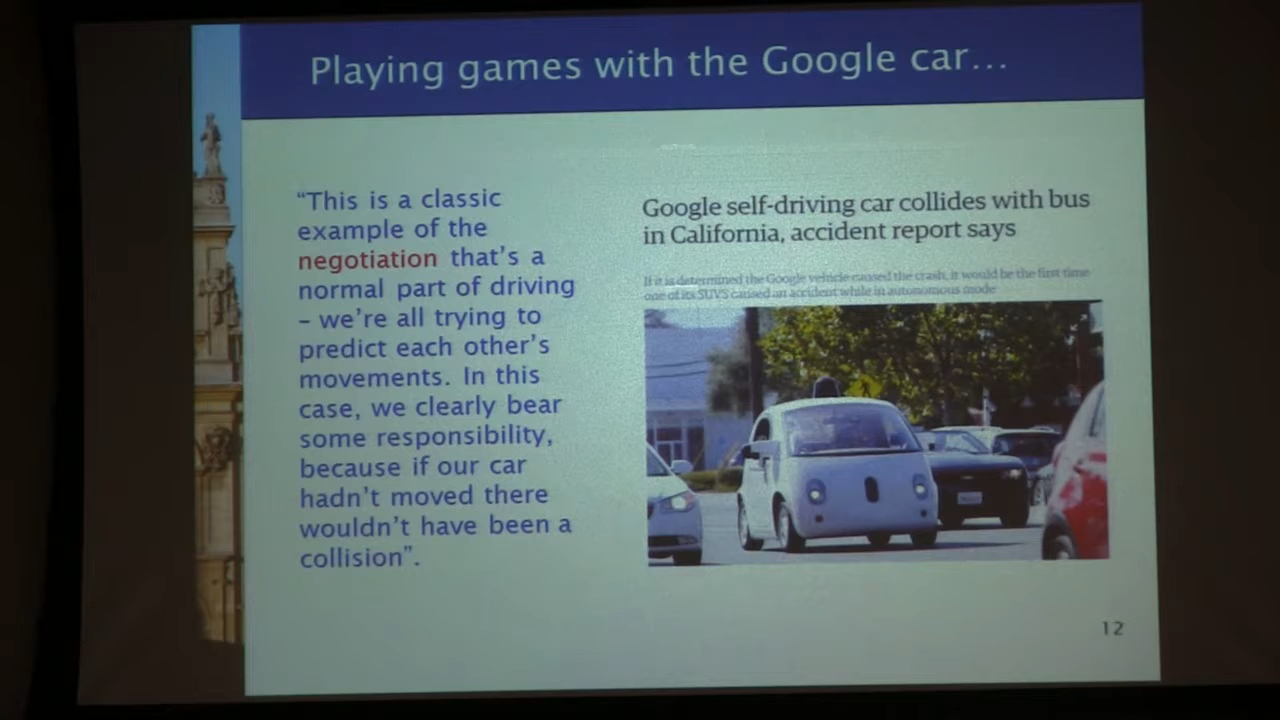 Playing games with the Google car...
"This is a classic
example of the
negotiation that's a
normal part of driving
– we're all trying to
predict each other's
movements. In this
case, we clearly bear
some responsibility,
because if our car
hadn't moved there
wouldn't have been a
collision".
Google self-driving car collides with bus
in California, accident report says
If it is determined the Google vehicle caused the crash, it would be the first time
one of its SUVS caused an accident while in autonomous mode
12